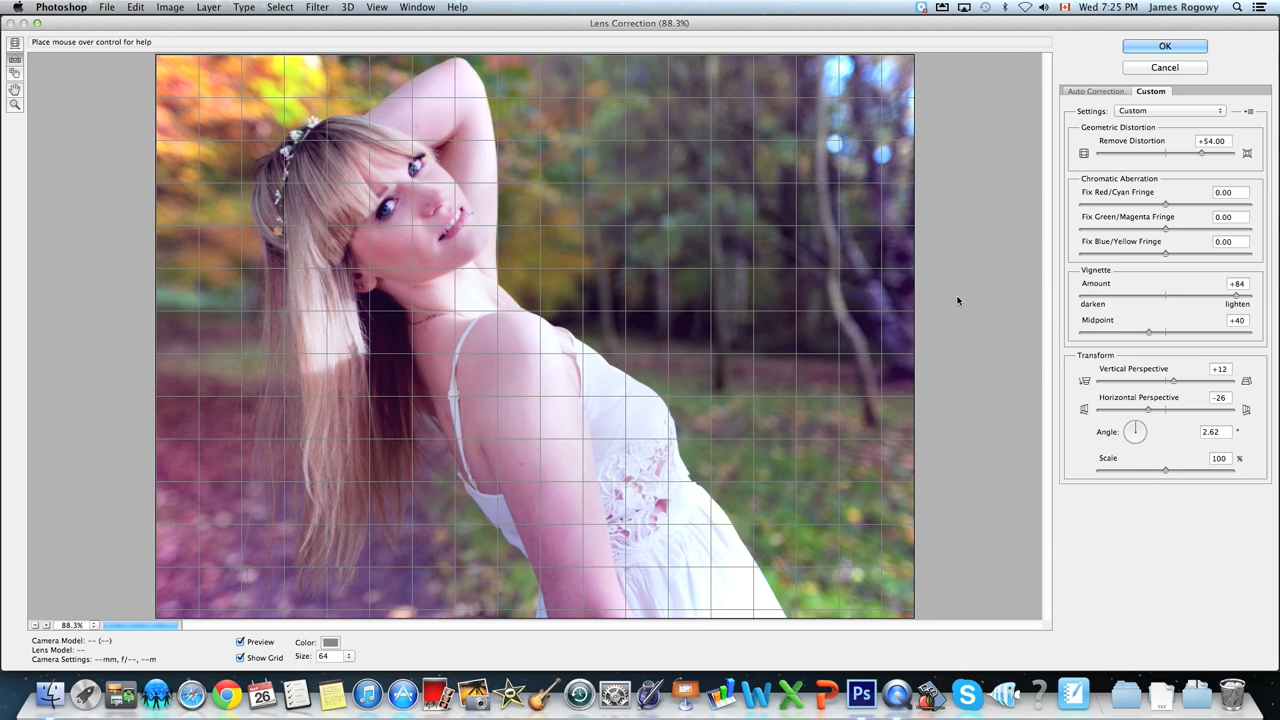 Photoshop File Edit Image Layer Type Select Filter 3D View Window Help Wed 7:25 PM James Rogowy
Lens Correction (88.3%)
Place mouse over control for help
OK
Cancel
Auto Correction Custom
Settings: Custom
Geometric Distortion
Remove Distortion +54.00
Chromatic Aberration
Fix Red/Cyan Fringe 0.00
Fix Green/Magenta Fringe 0.00
Fix Blue/Yellow Fringe 0.00
Vignette
Amount +84
darken lighten
Midpoint +40
Transform
Vertical Perspective +12
Horizontal Perspective -26
Angle: 2.62 °
Scale 100 %
88.3%
Camera Model: -- (--)
Lens Model: --
Camera Settings: --mm, f/--, --m
Preview Color:
Show Grid Size: 64
26
W X P Ps S ?
TXT